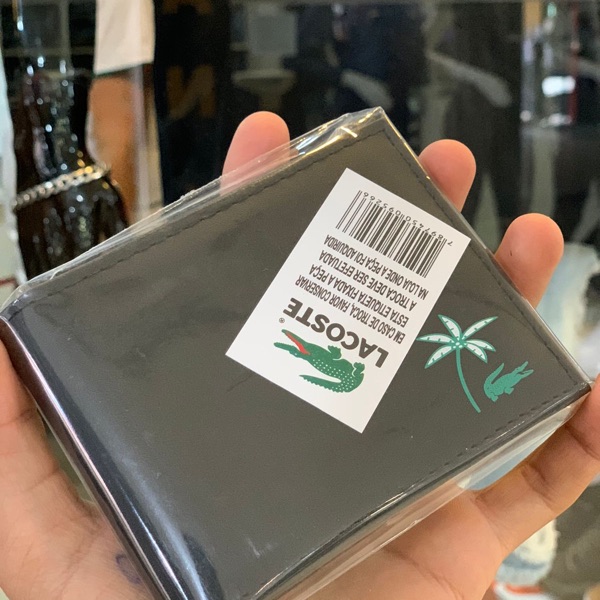 LACOSTE
EM CASO DE TROCA, FAVOR CONSERVAR
ESTA ETIQUETA FIXADA A PEÇA
A TROCA DEVE SER EFETUADA
NA LOJA ONDE A PEÇA FOI ADQUIRIDA